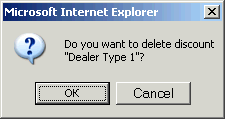 Microsoft Internet Explorer
Do you want to delete discount
"Dealer Type 1"?
OK
Cancel